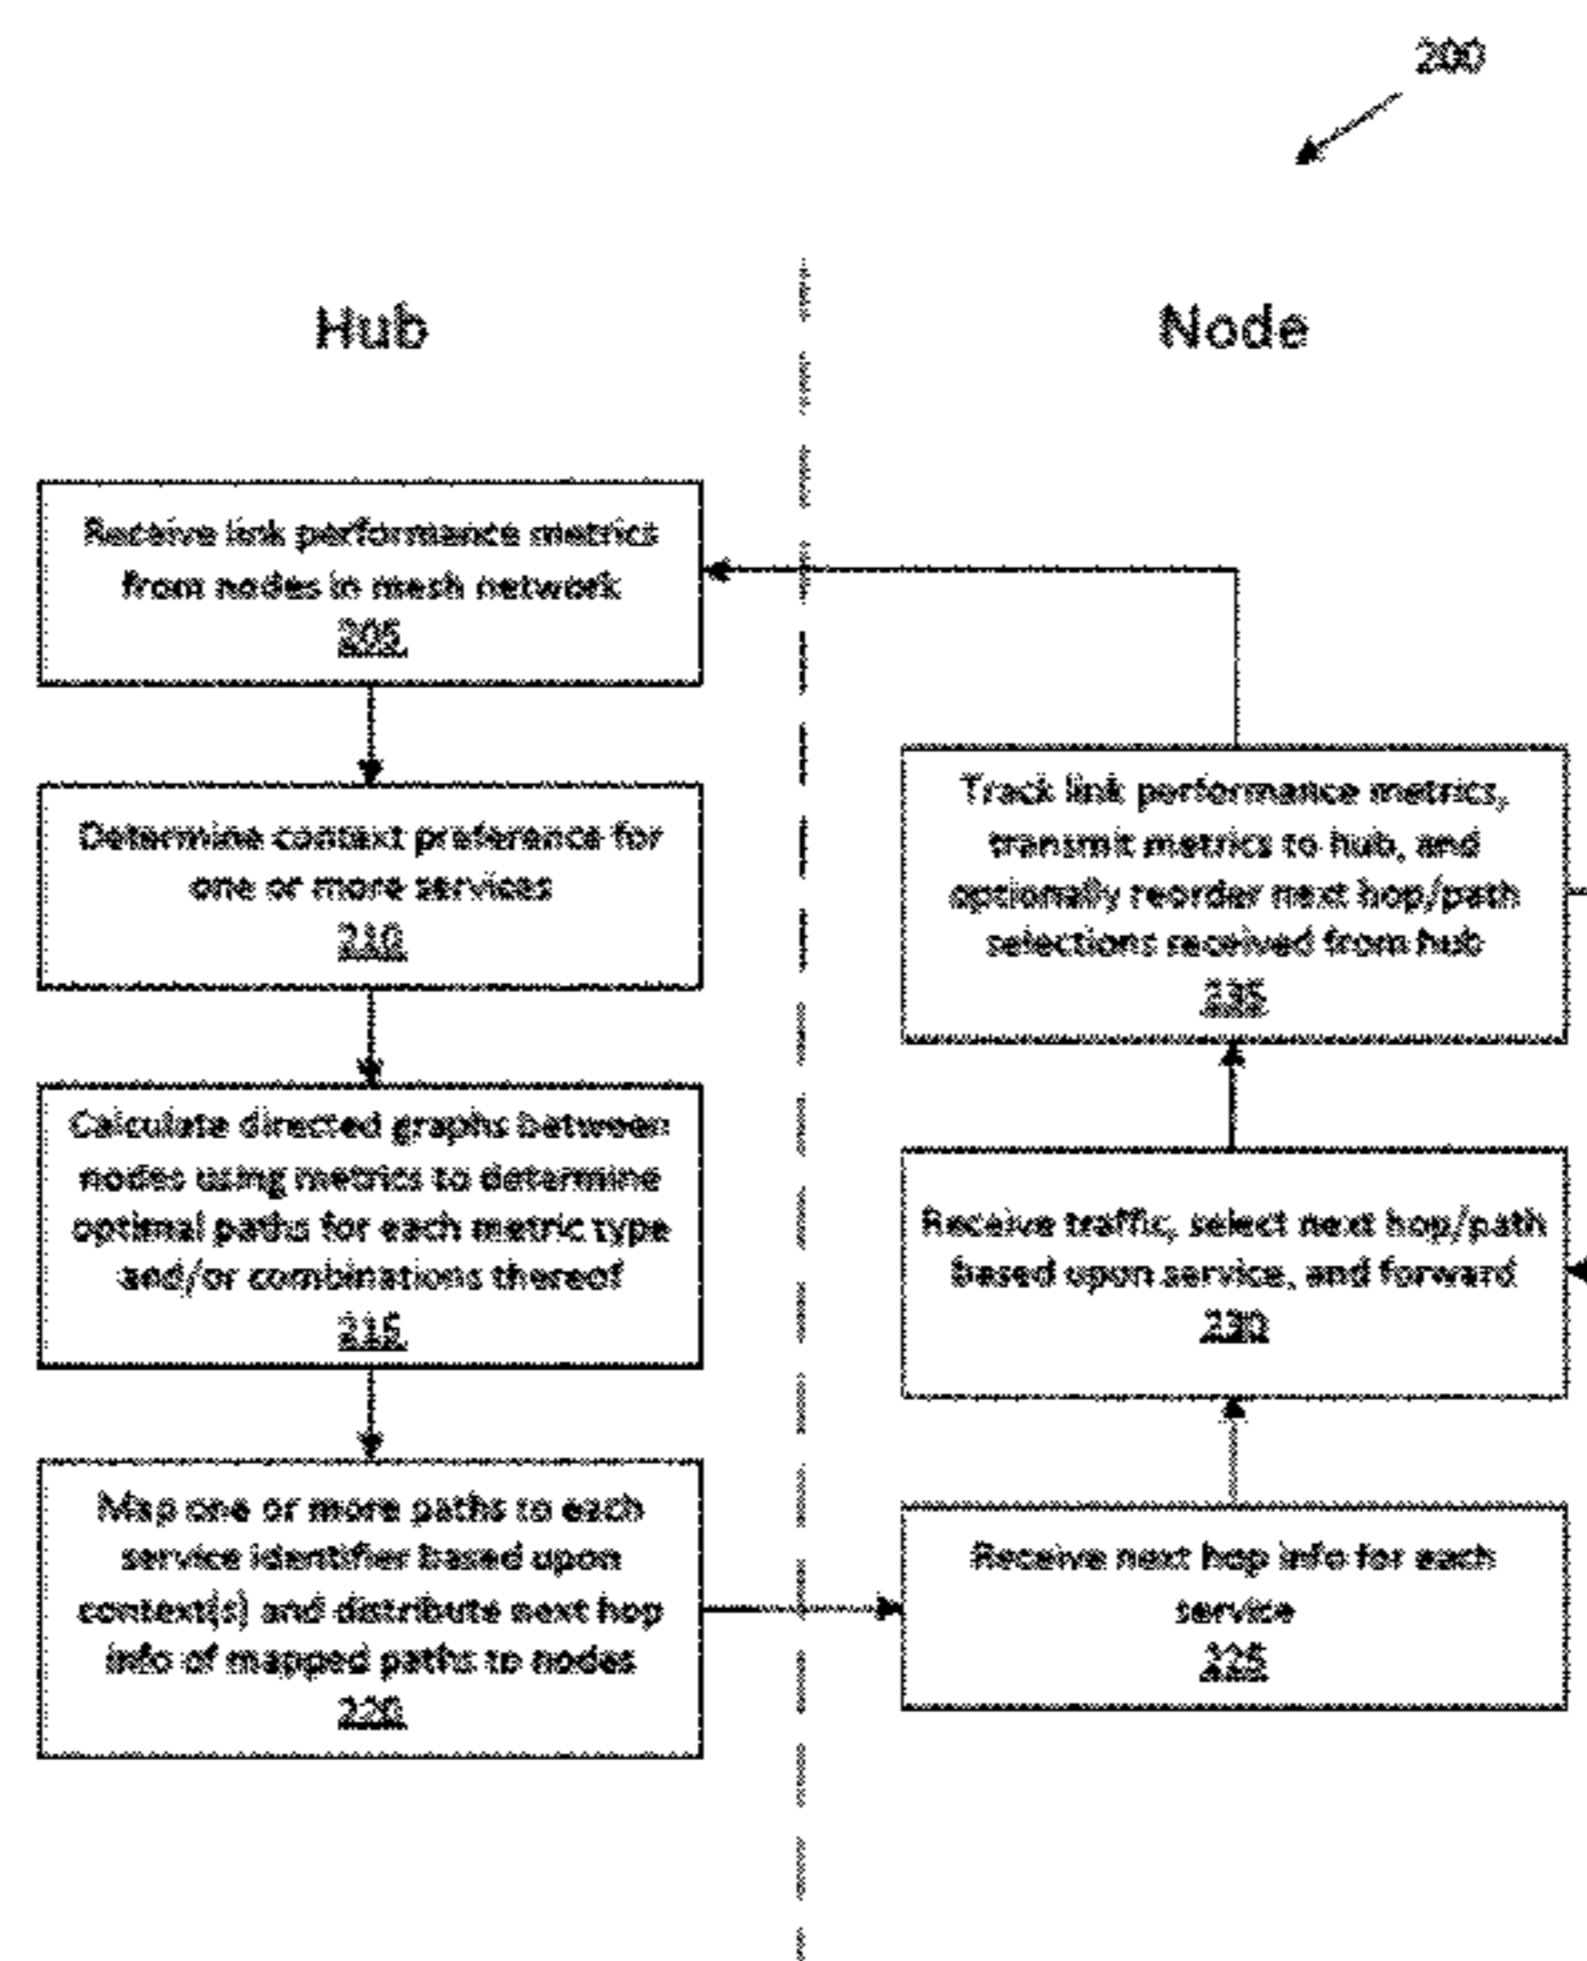 200
Hub
Node
Receive link performance metrics
from nodes in mesh network
205
Determine context preference for
one or more services
210
Calculate directed graphs between
nodes using metrics to determine
optimal paths for each metric type
and/or combinations thereof
215
Map one or more paths to each
service identifier based upon
context(s) and distribute next hop
info of mapped paths to nodes
220
Track link performance metrics,
transmit metrics to hub, and
optionally reorder next hop/path
selections received from hub
235
Receive traffic, select next hop/path
based upon service, and forward
230
Receive next hop info for each
service
225